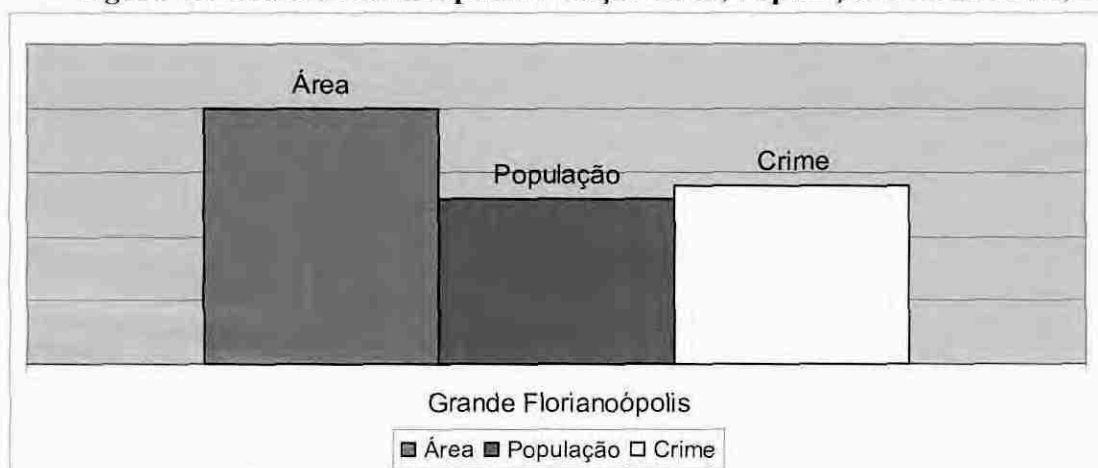 Área
Crime
População
Grande Florianoópolis
Área População Crime